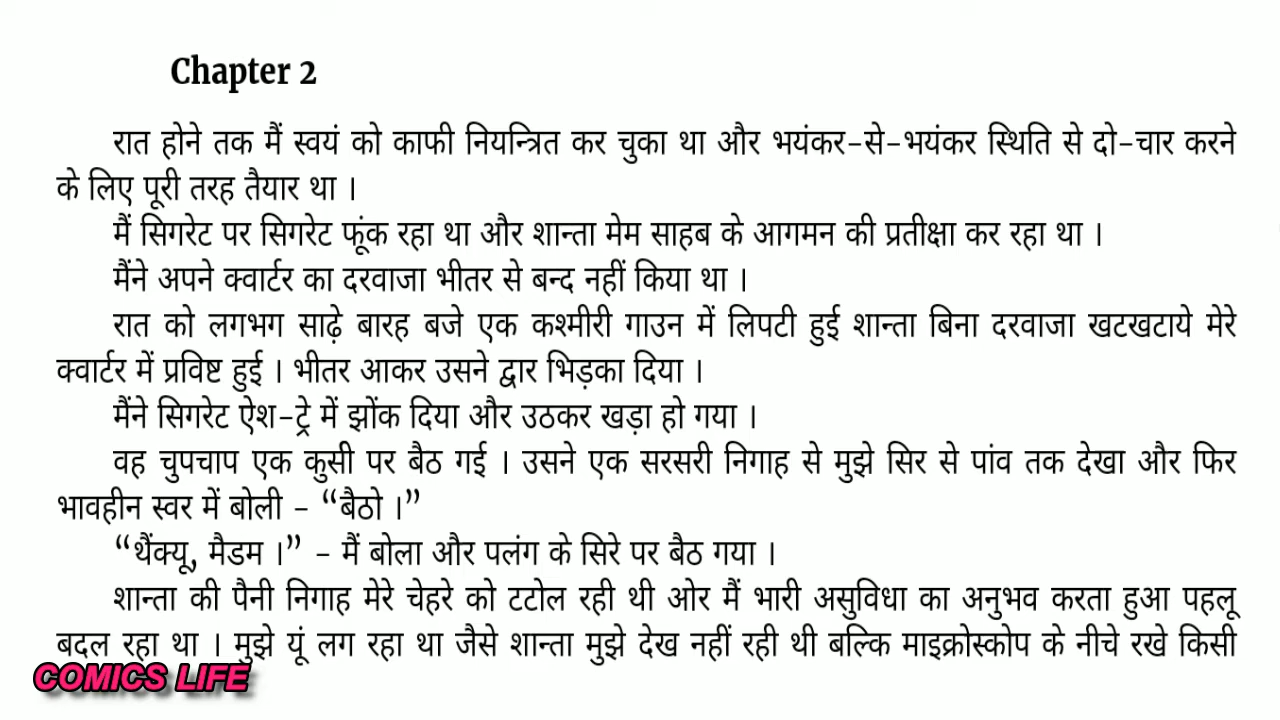 Chapter 2
रात होने तक मैं स्वयं को काफी नियन्त्रित कर चुका था और भयंकर-से-भयंकर स्थिति से दो-चार करने
के लिए पूरी तरह तैयार था ।
मैं सिगरेट पर सिगरेट फूंक रहा था और शान्ता मेम साहब के आगमन की प्रतीक्षा कर रहा था ।
मैंने अपने क्वार्टर का दरवाजा भीतर से बन्द नहीं किया था ।
रात को लगभग साढ़े बारह बजे एक कश्मीरी गाउन में लिपटी हुई शान्ता बिना दरवाजा खटखटाये मेरे
क्वार्टर में प्रविष्ट हुई । भीतर आकर उसने द्वार भिड़का दिया ।
मैंने सिगरेट ऐश-ट्रे में झोंक दिया और उठकर खड़ा हो गया ।
वह चुपचाप एक कुसी पर बैठ गई । उसने एक सरसरी निगाह से मुझे सिर से पांव तक देखा और फिर
भावहीन स्वर में बोली - “बैठो ।”
“थैंक्यू, मैडम ।” - मैं बोला और पलंग के सिरे पर बैठ गया ।
शान्ता की पैनी निगाह मेरे चेहरे को टटोल रही थी ओर मैं भारी असुविधा का अनुभव करता हुआ पहलू
बदल रहा था । मुझे यूं लग रहा था जैसे शान्ता मुझे देख नहीं रही थी बल्कि माइक्रोस्कोप के नीचे रखे किसी
COMICS LIFE